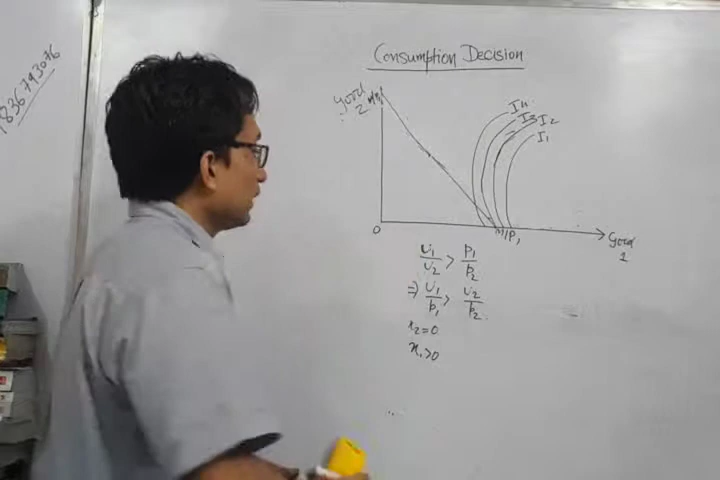 Consumption Decision
9836793076
Good
2
I4
I3
I2
I1
0
M/P1
Good
1
U1/U2 > P1/P2
⇒ U1/P1 > U2/P2
x2=0
x1>0